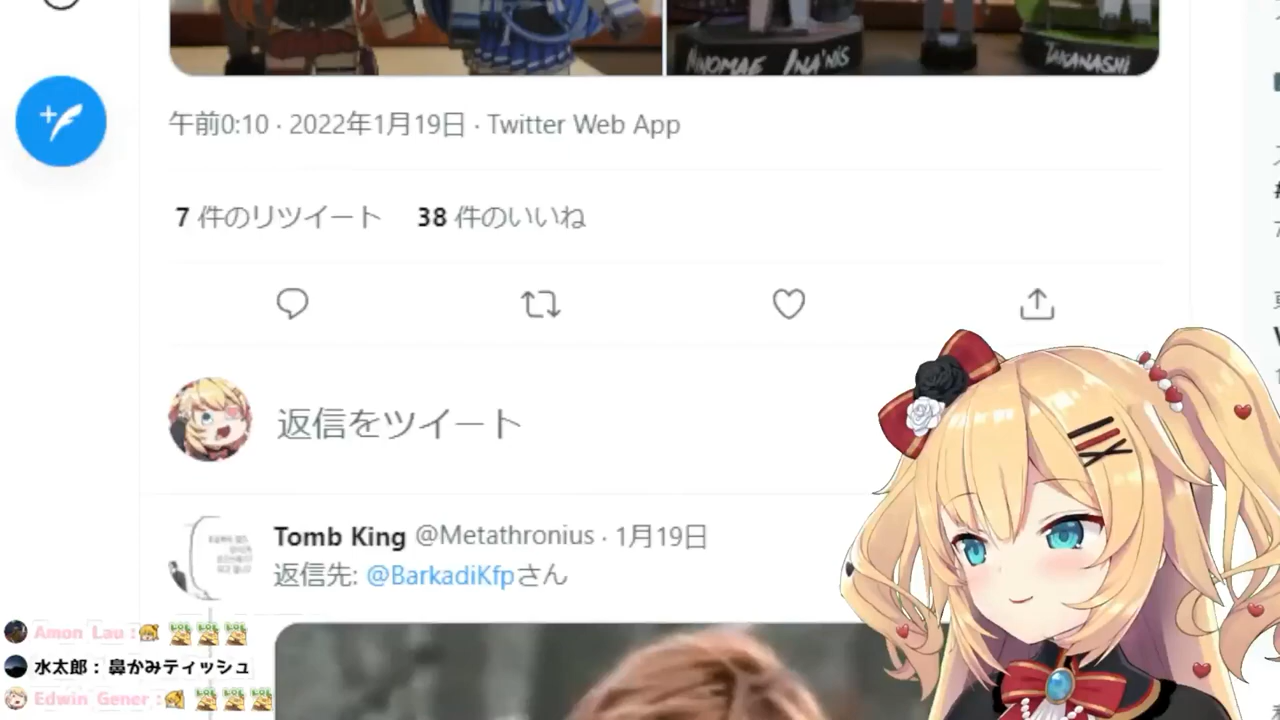 NINOMAE INA'NIS
TAKANASHI
午前0:10 · 2022年1月19日 · Twitter Web App
7 件のリツイート 38 件のいいね
返信をツイート
Tomb King @Metathronius · 1月19日
返信先: @BarkadiKfpさん
Amon Lau :
水太郎 : 鼻かみティッシュ
Edwin Gener :